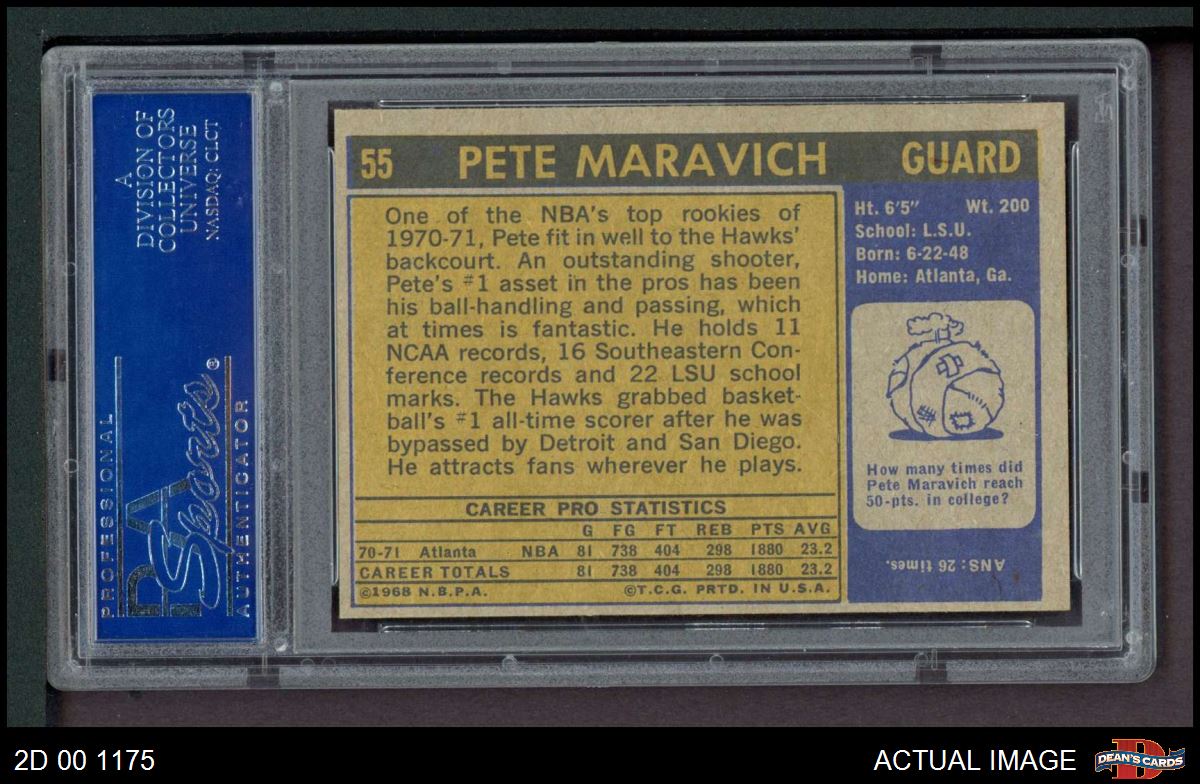 A
DIVISION OF
COLLECTORS
UNIVERSE
NASDAQ: CLCT
PROFESSIONAL
PSA
Sports®
AUTHENTICATOR
55 PETE MARAVICH GUARD
One of the NBA's top rookies of
1970-71, Pete fit in well to the Hawks'
backcourt. An outstanding shooter,
Pete's #1 asset in the pros has been
his ball-handling and passing, which
at times is fantastic. He holds 11
NCAA records, 16 Southeastern Con-
ference records and 22 LSU school
marks. The Hawks grabbed basket-
ball's #1 all-time scorer after he was
bypassed by Detroit and San Diego.
He attracts fans wherever he plays.
CAREER PRO STATISTICS
G FG FT REB PTS AVG
70-71 Atlanta NBA 81 738 404 298 1880 23.2
CAREER TOTALS 81 738 404 298 1880 23.2
©1968 N.B.P.A. ©T.C.G. PRTD. IN U.S.A.
Ht. 6'5" Wt. 200
School: L.S.U.
Born: 6-22-48
Home: Atlanta, Ga.
How many times did
Pete Maravich reach
50-pts. in college?
ANS: 26 times.
2D 00 1175
ACTUAL IMAGE
D
DEAN'S CARDS